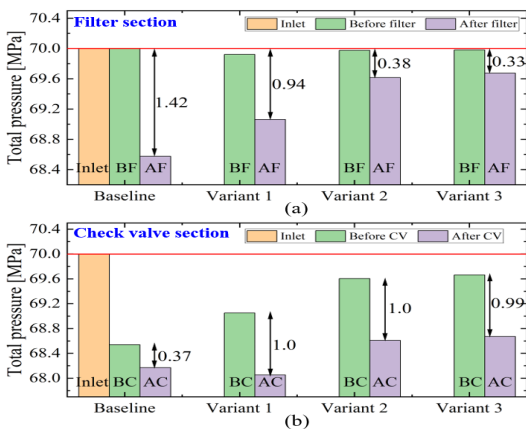 Filter section
Inlet Before filter After filter
Total pressure [MPa]
70.0
69.6
69.2
68.8
68.4
1.42
0.94
0.38
0.33
Inlet BF AF BF AF BF AF BF AF
Baseline Variant 1 Variant 2 Variant 3
(a)
Check valve section
Inlet Before CV After CV
Total pressure [MPa]
70.4
70.0
69.6
69.2
68.8
68.4
68.0
0.37
1.0
1.0
0.99
Inlet BC AC BC AC BC AC BC AC
Baseline Variant 1 Variant 2 Variant 3
(b)